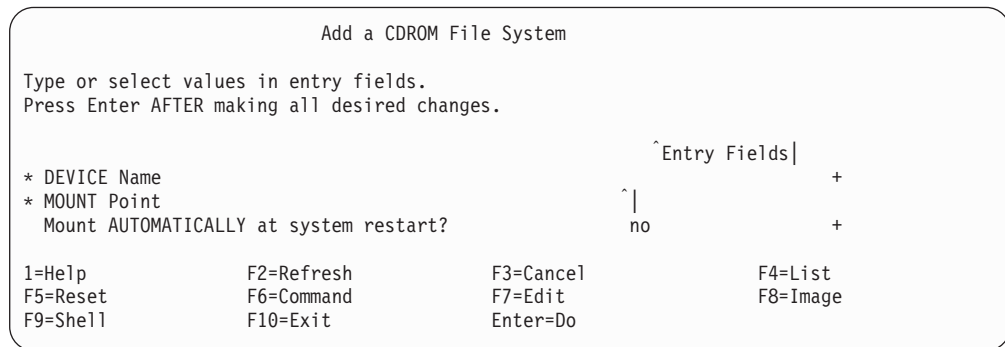 Add a CDROM File System
Type or select values in entry fields.
Press Enter AFTER making all desired changes.
ˆEntry Fields|
* DEVICE Name +
* MOUNT Point ˆ|
Mount AUTOMATICALLY at system restart? no +
1=Help F2=Refresh F3=Cancel F4=List
F5=Reset F6=Command F7=Edit F8=Image
F9=Shell F10=Exit Enter=Do